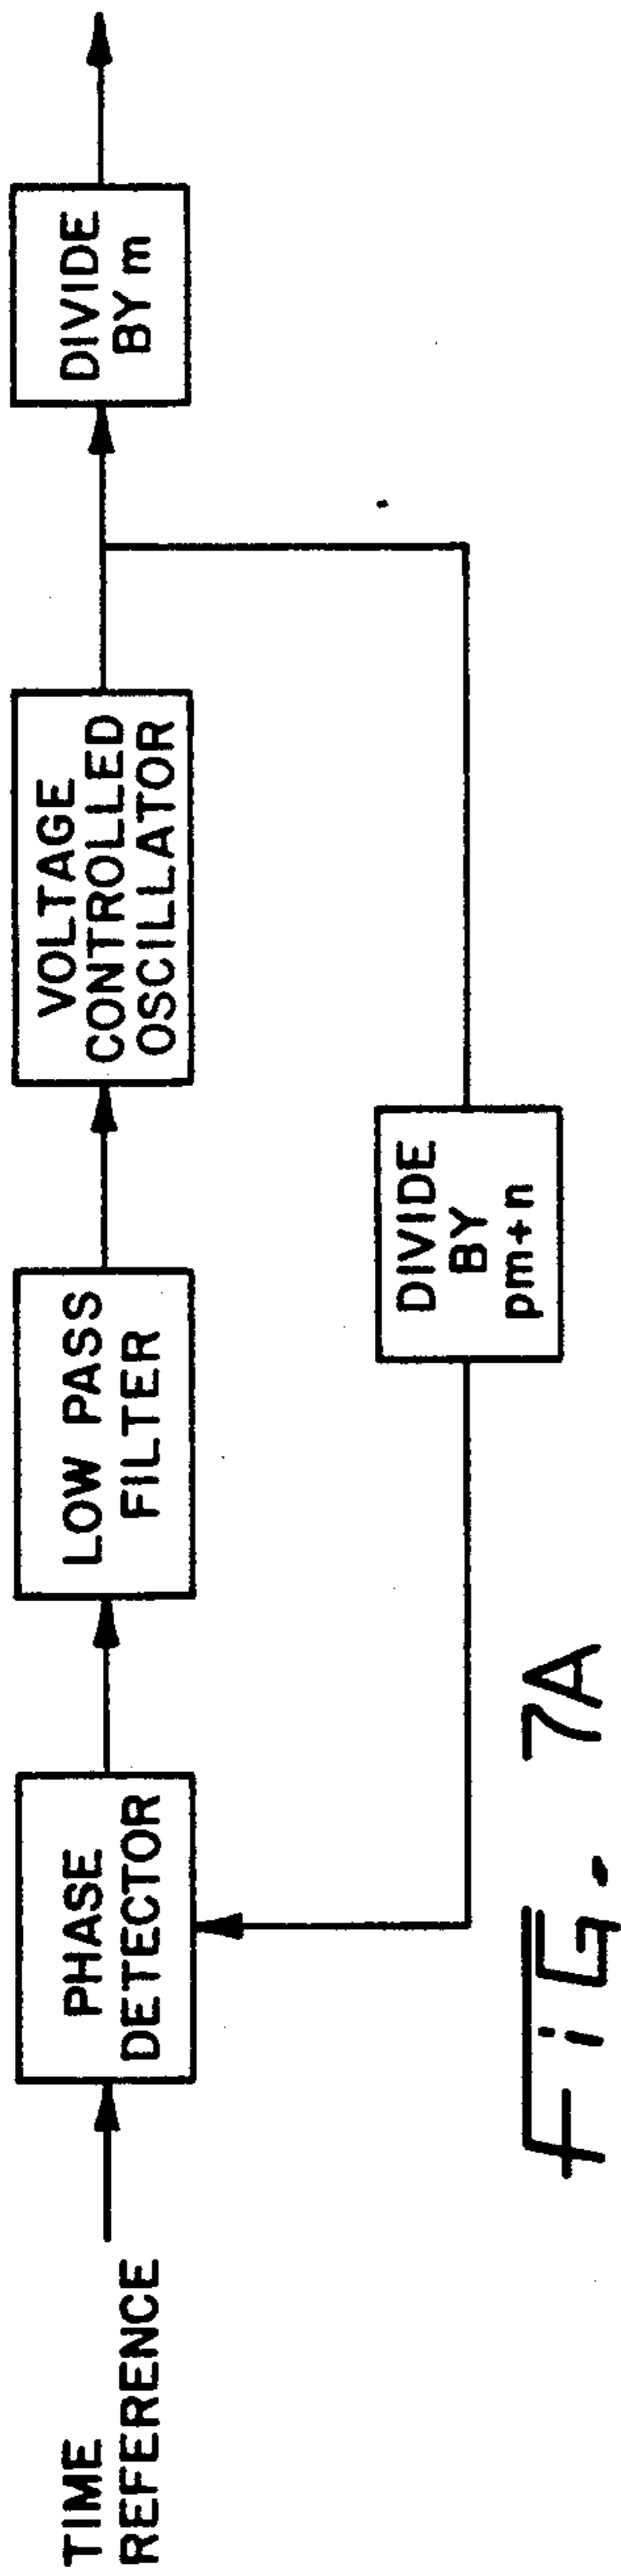 TIME
REFERENCE
PHASE
DETECTOR
LOW PASS
FILTER
VOLTAGE
CONTROLLED
OSCILLATOR
DIVIDE
BY m
DIVIDE
BY
pm+n
FiG. 7A